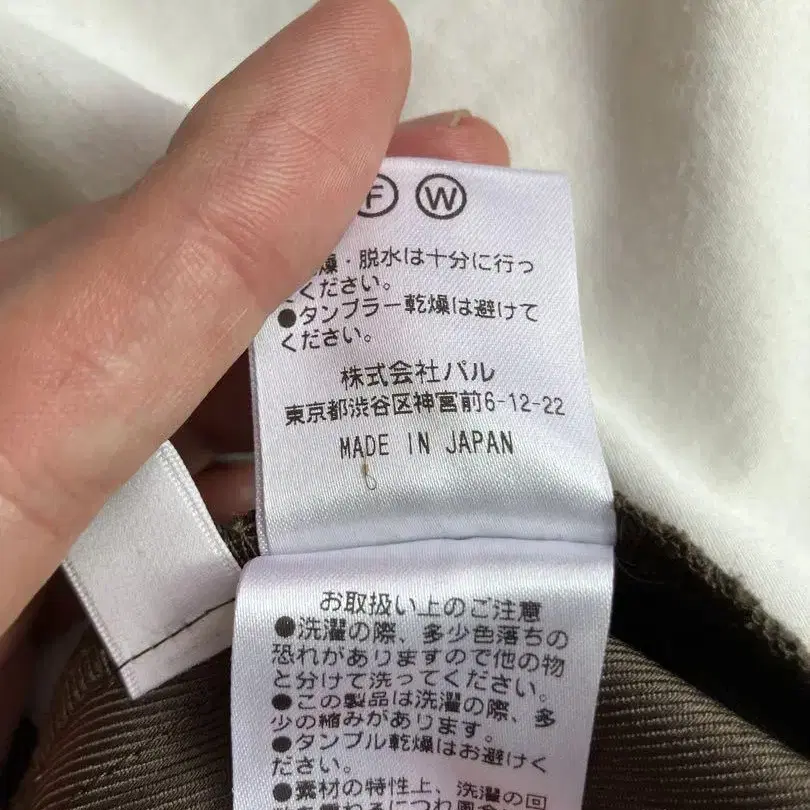 F W
燥・脱水は十分に行っ
ください。
●タンブラー乾燥は避けて
ください。
株式会社パル
東京都渋谷区神宮前6-12-22
MADE IN JAPAN
お取扱い上のご注意
●洗濯の際、多少色落ちの
恐れがありますので他の物
と分けて洗ってください。
●この製品は洗濯の際、多
少の縮みがあります。
●タンブル乾燥はお避けく
ださい。
●素材の特性上、洗濯の回